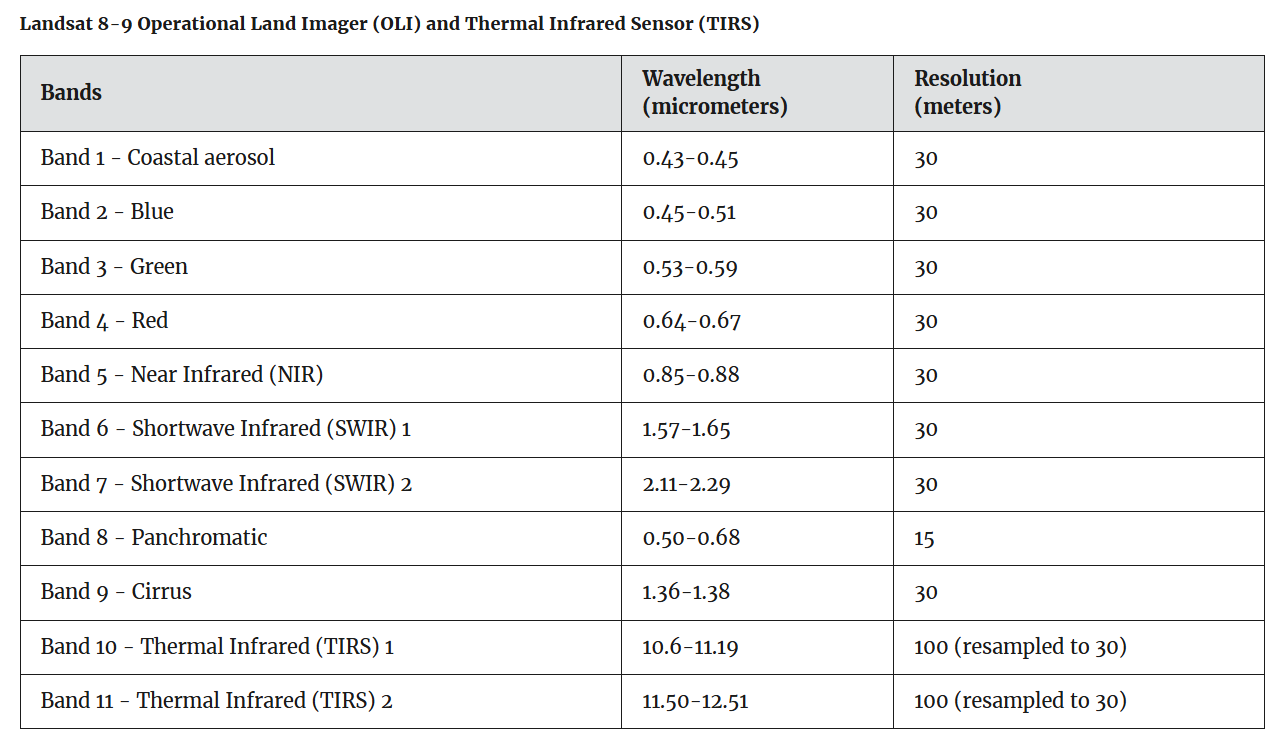 Landsat 8-9 Operational Land Imager (OLI) and Thermal Infrared Sensor (TIRS)
Bands Wavelength (micrometers) Resolution (meters)
Band 1 - Coastal aerosol 0.43-0.45 30
Band 2 - Blue 0.45-0.51 30
Band 3 - Green 0.53-0.59 30
Band 4 - Red 0.64-0.67 30
Band 5 - Near Infrared (NIR) 0.85-0.88 30
Band 6 - Shortwave Infrared (SWIR) 1 1.57-1.65 30
Band 7 - Shortwave Infrared (SWIR) 2 2.11-2.29 30
Band 8 - Panchromatic 0.50-0.68 15
Band 9 - Cirrus 1.36-1.38 30
Band 10 - Thermal Infrared (TIRS) 1 10.6-11.19 100 (resampled to 30)
Band 11 - Thermal Infrared (TIRS) 2 11.50-12.51 100 (resampled to 30)